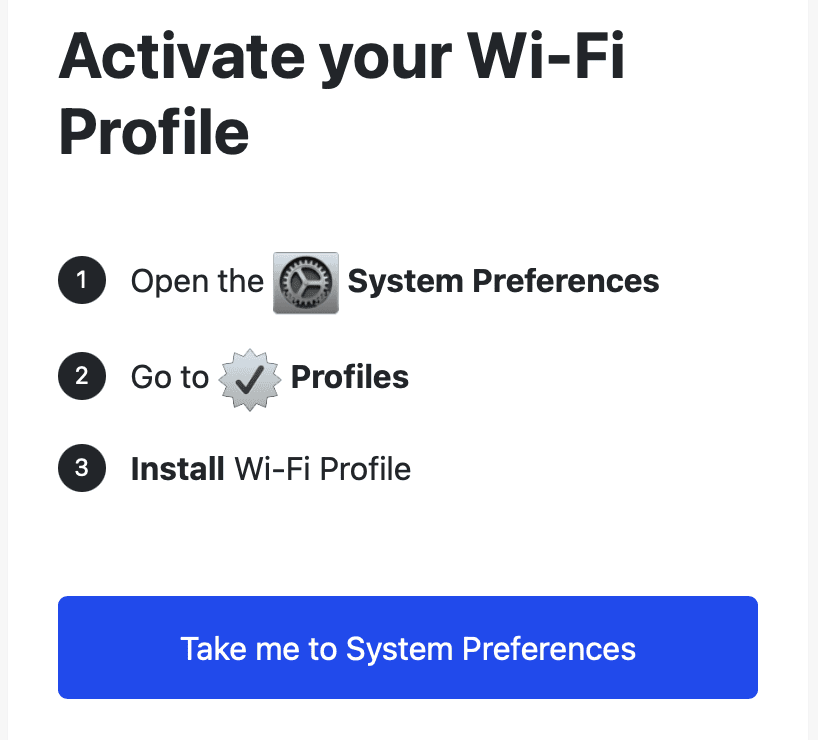 Activate your Wi-Fi
Profile
1 Open the System Preferences
2 Go to Profiles
3 Install Wi-Fi Profile
Take me to System Preferences